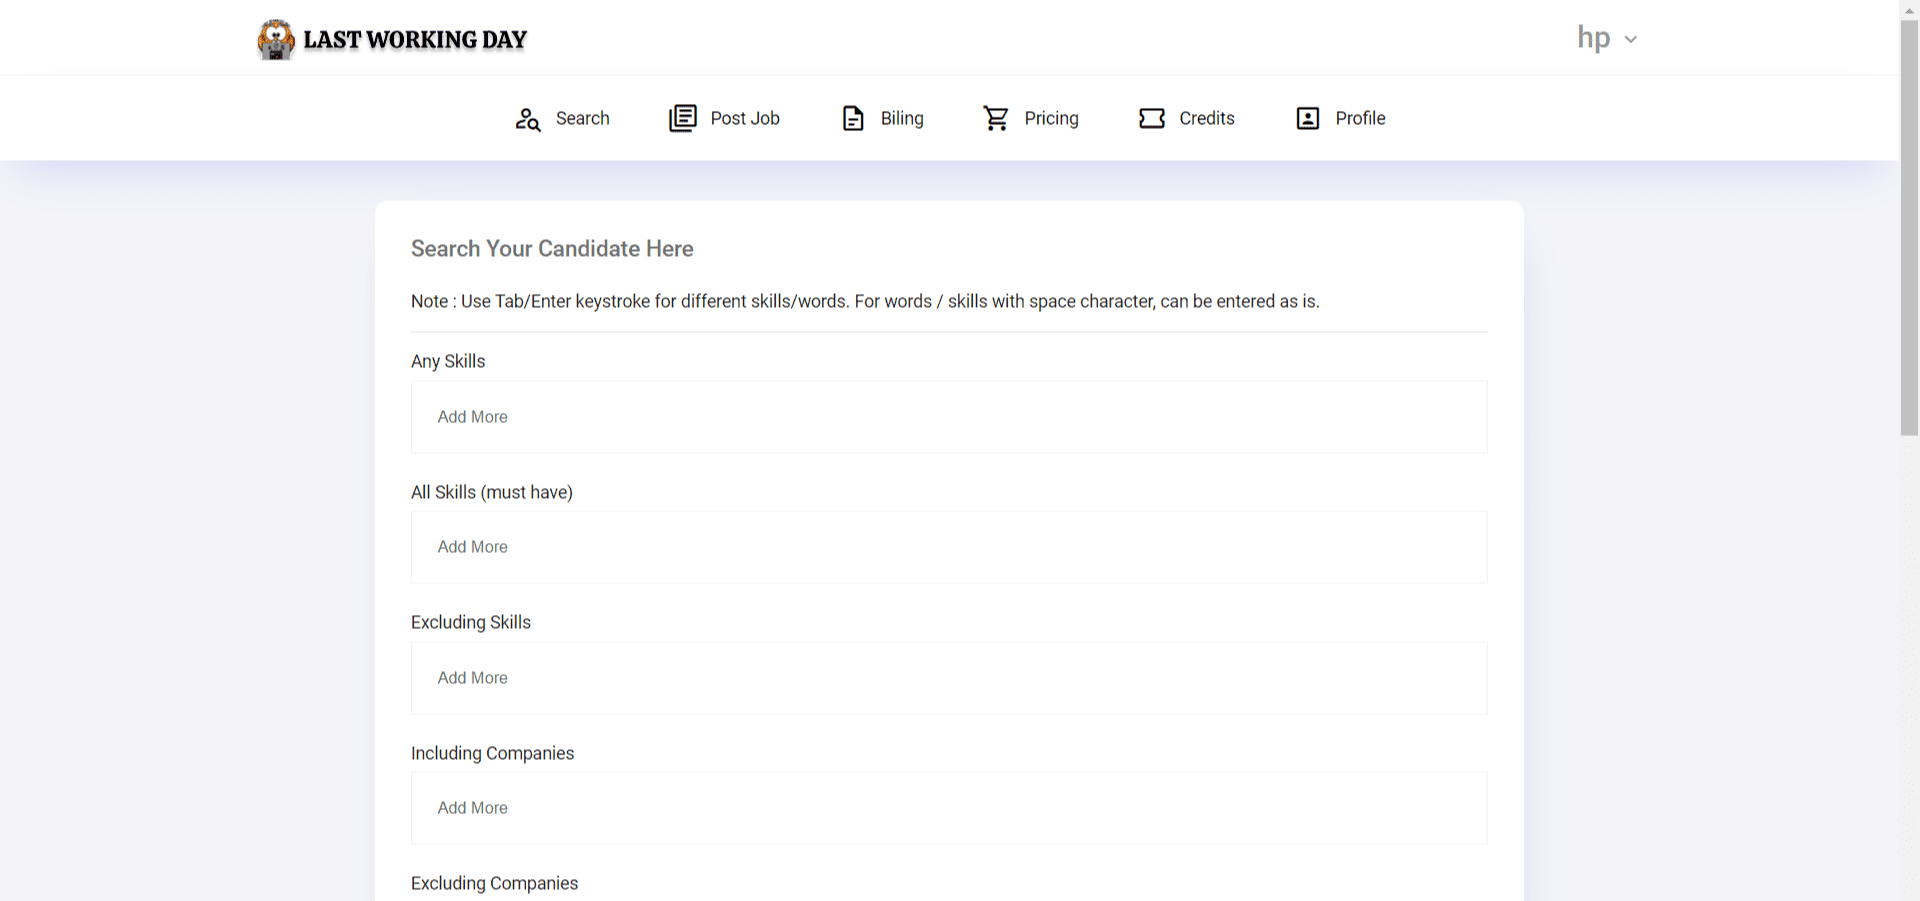 LAST WORKING DAY
hp
Search
Post Job
Biling
Pricing
Credits
Profile
Search Your Candidate Here
Note : Use Tab/Enter keystroke for different skills/words. For words / skills with space character, can be entered as is.
Any Skills
Add More
All Skills (must have)
Add More
Excluding Skills
Add More
Including Companies
Add More
Excluding Companies